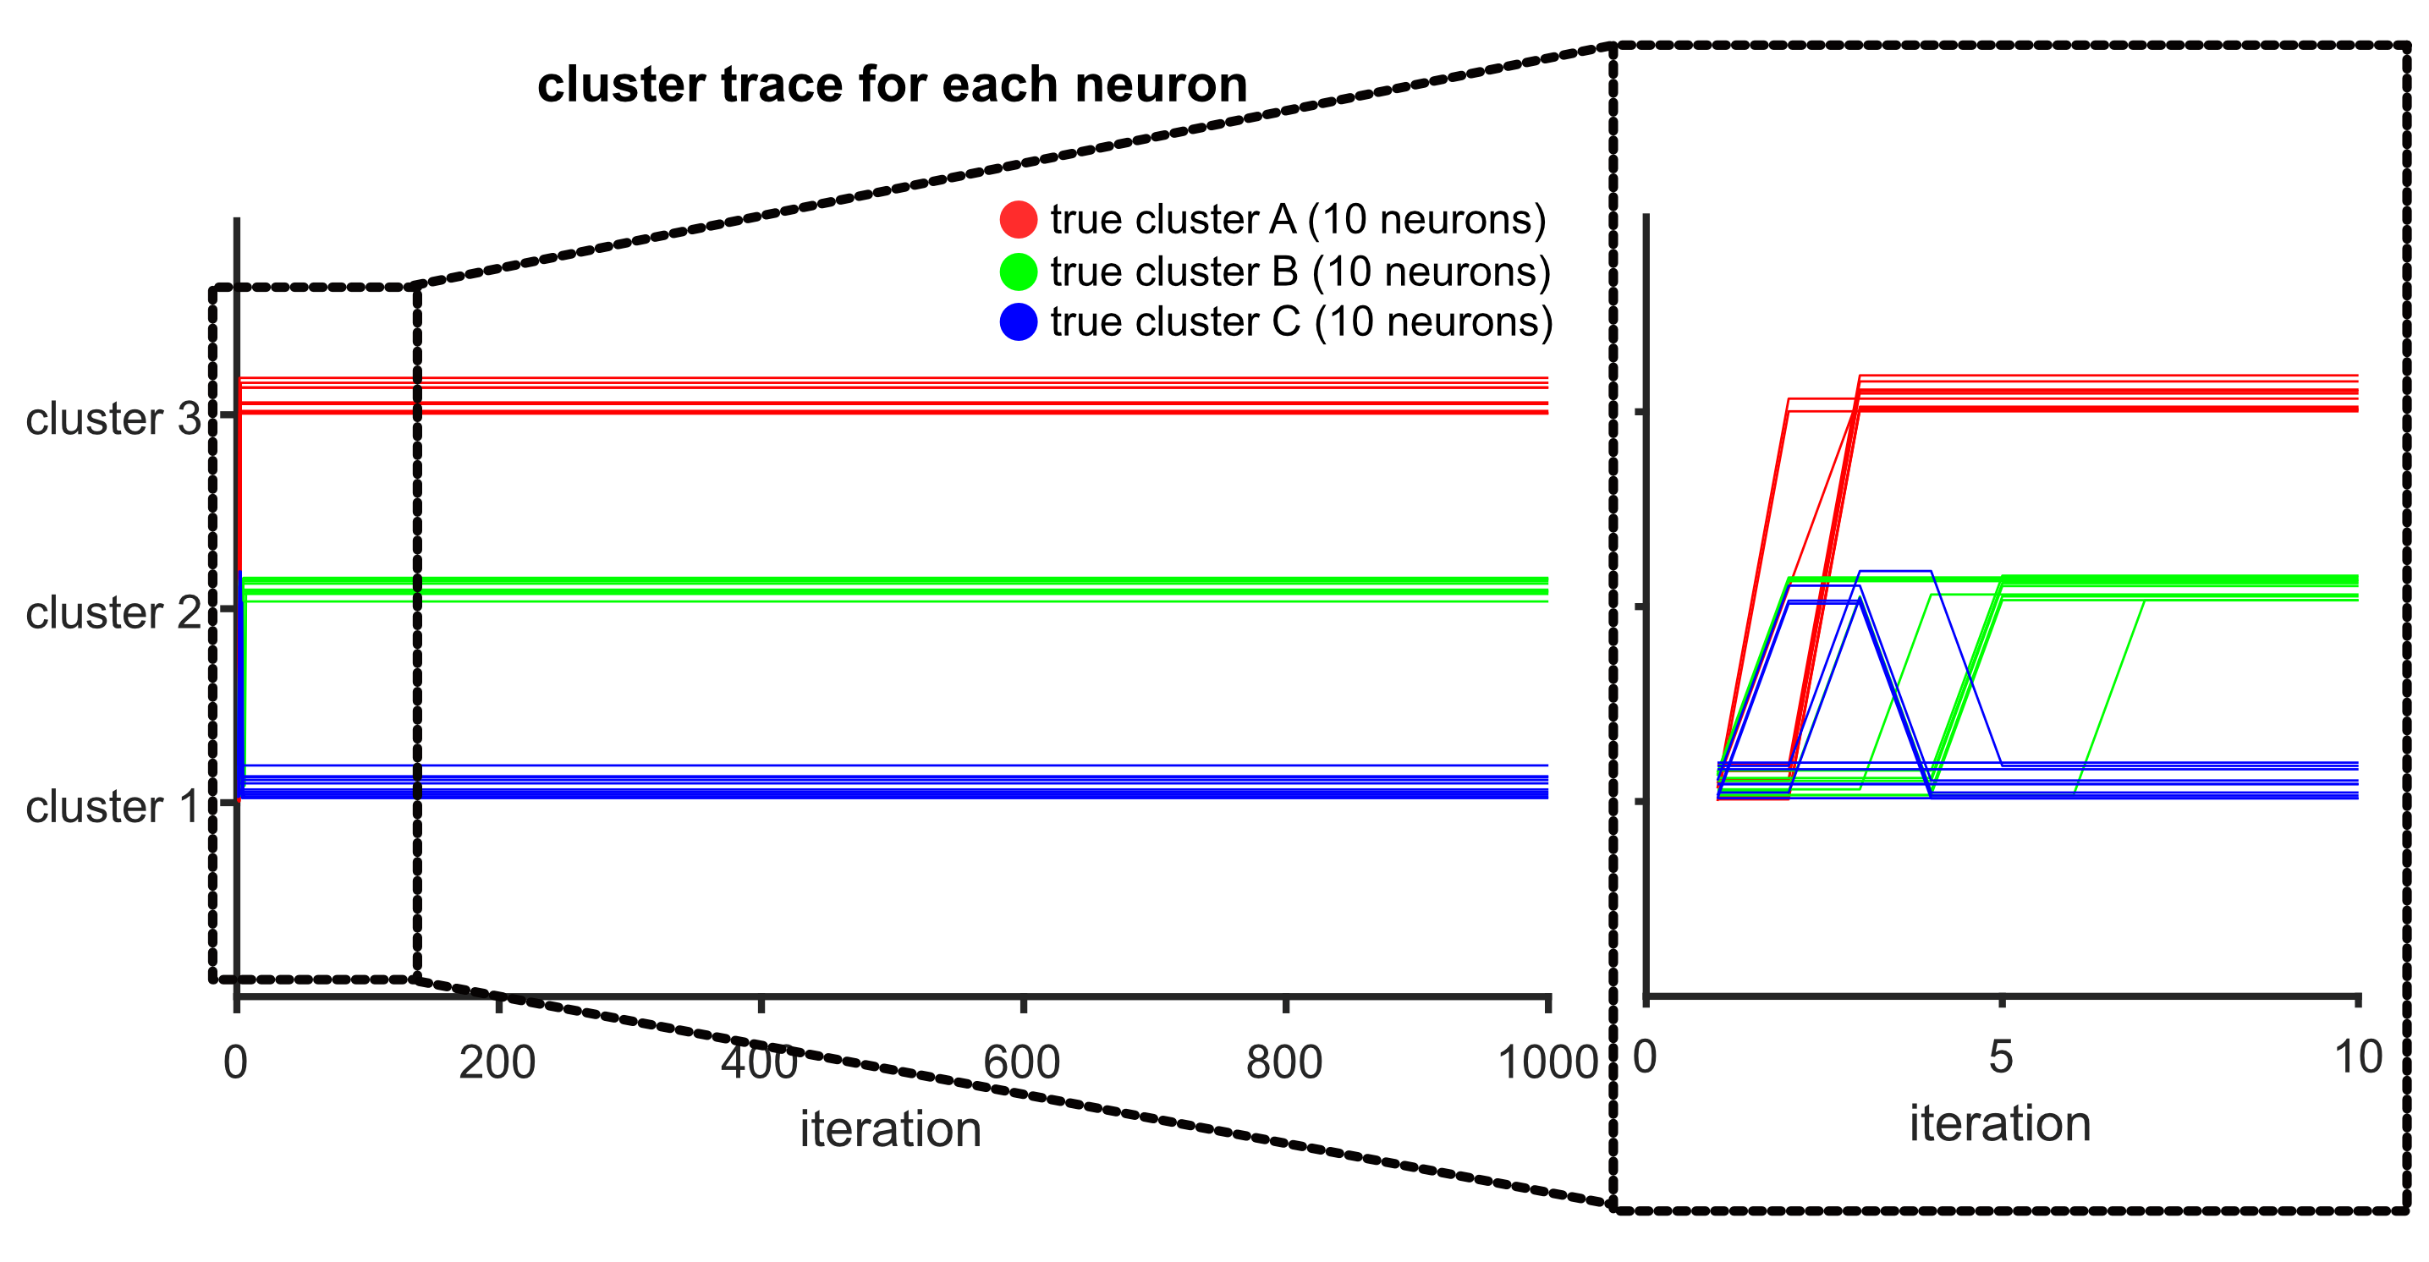 cluster trace for each neuron
true cluster A (10 neurons)
true cluster B (10 neurons)
true cluster C (10 neurons)
cluster 3
cluster 2
cluster 1
0 200 400 600 800 1000
iteration
0 5 10
iteration